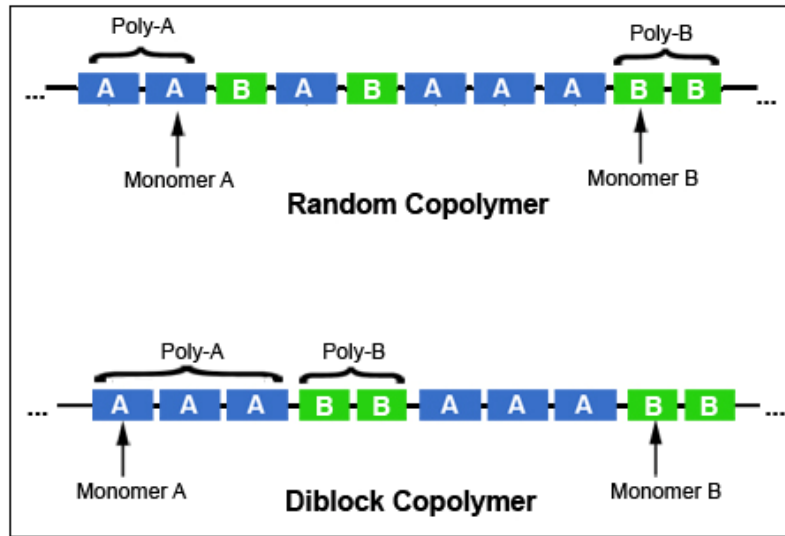 Poly-A Poly-B
... A A B A B A A A B B ...
Monomer A Monomer B
Random Copolymer
Poly-A Poly-B
... A A A B B A A A B B ...
Monomer A Monomer B
Diblock Copolymer